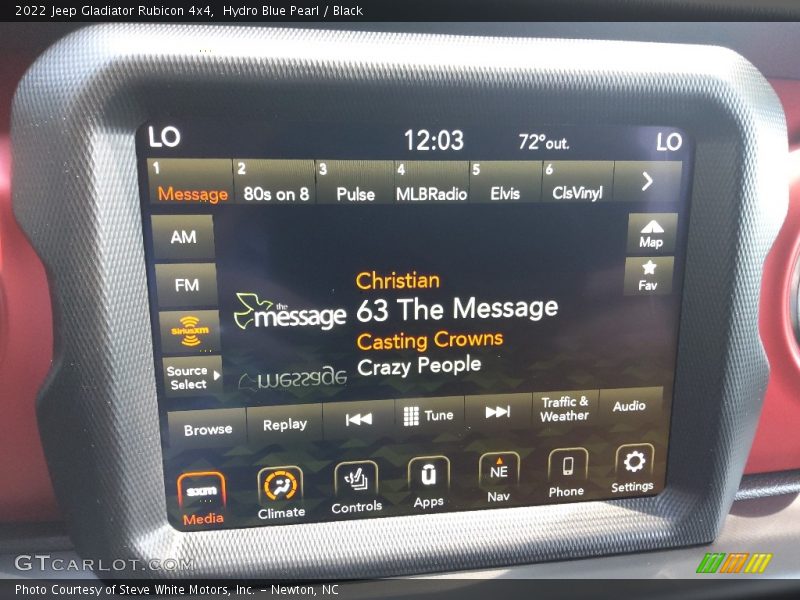 2022 Jeep Gladiator Rubicon 4x4, Hydro Blue Pearl / Black
LO 12:03 72°out. LO
1 2 3 4 5 6
Message 80s on 8 Pulse MLBRadio Elvis ClsVinyl
AM
Map
FM
Fav
Christian
the
message
63 The Message
SiriusXM
Casting Crowns
Source
Select
Crazy People
message
Browse Replay Tune Traffic &
Weather Audio
sxm
NE
Media Climate Controls Apps Nav Phone Settings
GTCARLOT.COM
Photo Courtesy of Steve White Motors, Inc. – Newton, NC